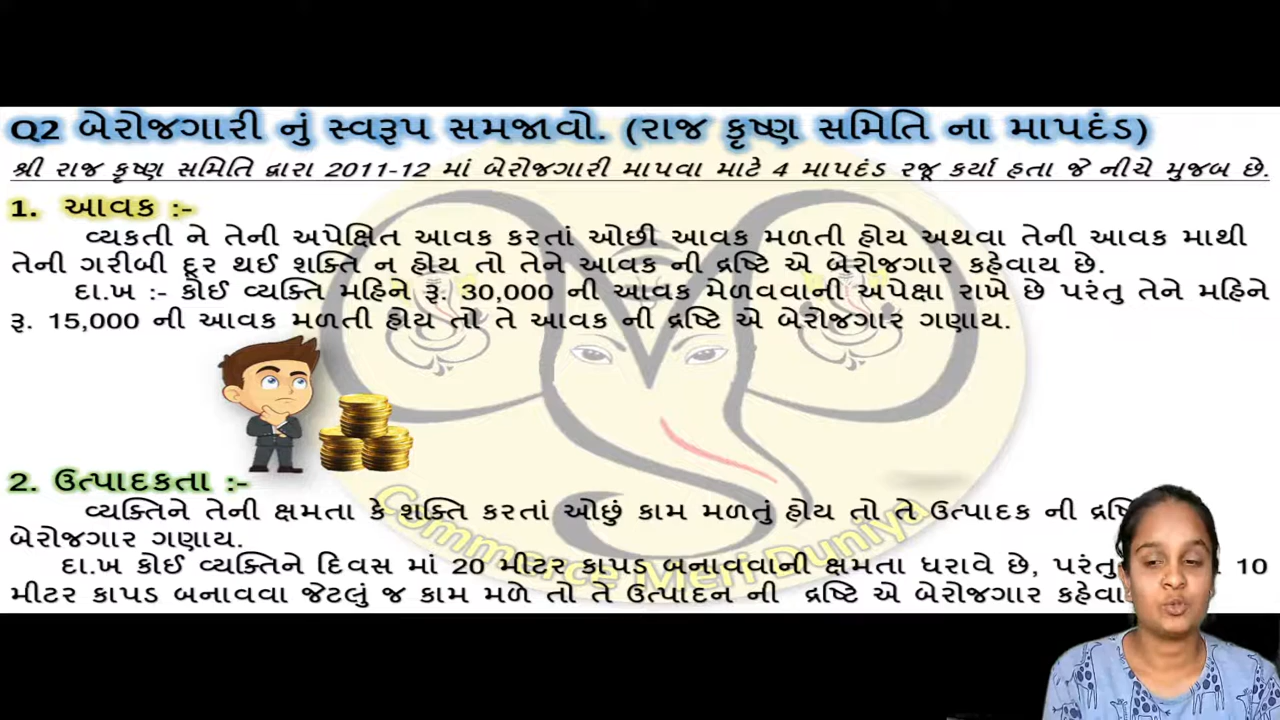 Q2 બેરોજગારી નું સ્વરૂપ સમજાવો. (રાજ કૃષ્ણ સમિતિ ના માપદંડ)
શ્રી રાજ કૃષ્ણ સમિતિ દ્વારા 2011-12 માં બેરોજગારી માપવા માટે 4 માપદંડ રજૂ કર્યા હતા જે નીચે મુજબ છે.
1. આવક :-
વ્યકતી ને તેની અપેક્ષિત આવક કરતાં ઓછી આવક મળતી હોય અથવા તેની આવક માથી
તેની ગરીબી દૂર થઈ શક્તિ ન હોય તો તેને આવક ની દ્રષ્ટિ એ બેરોજગાર કહેવાય છે.
દા.ખ :- કોઈ વ્યક્તિ મહિને રૂ. 30,000 ની આવક મેળવવાની અપેક્ષા રાખે છે પરંતુ તેને મહિને
રૂ. 15,000 ની આવક મળતી હોય તો તે આવક ની દ્રષ્ટિ એ બેરોજગાર ગણાય.
2. ઉત્પાદકતા :-
વ્યક્તિને તેની ક્ષમતા કે શક્તિ કરતાં ઓછું કામ મળતું હોય તો તે ઉત્પાદક ની
બેરોજગાર ગણાય.
દા.ખ કોઈ વ્યક્તિને દિવસ માં 20 મીટર કાપડ બનાવવાની ક્ષમતા ધરાવે છે, પરંતુ 10
મીટર કાપડ બનાવવા જેટલું જ કામ મળે તો તે ઉત્પાદન ની દ્રષ્ટિ એ બેરોજગાર
Commerce Meri Duniya